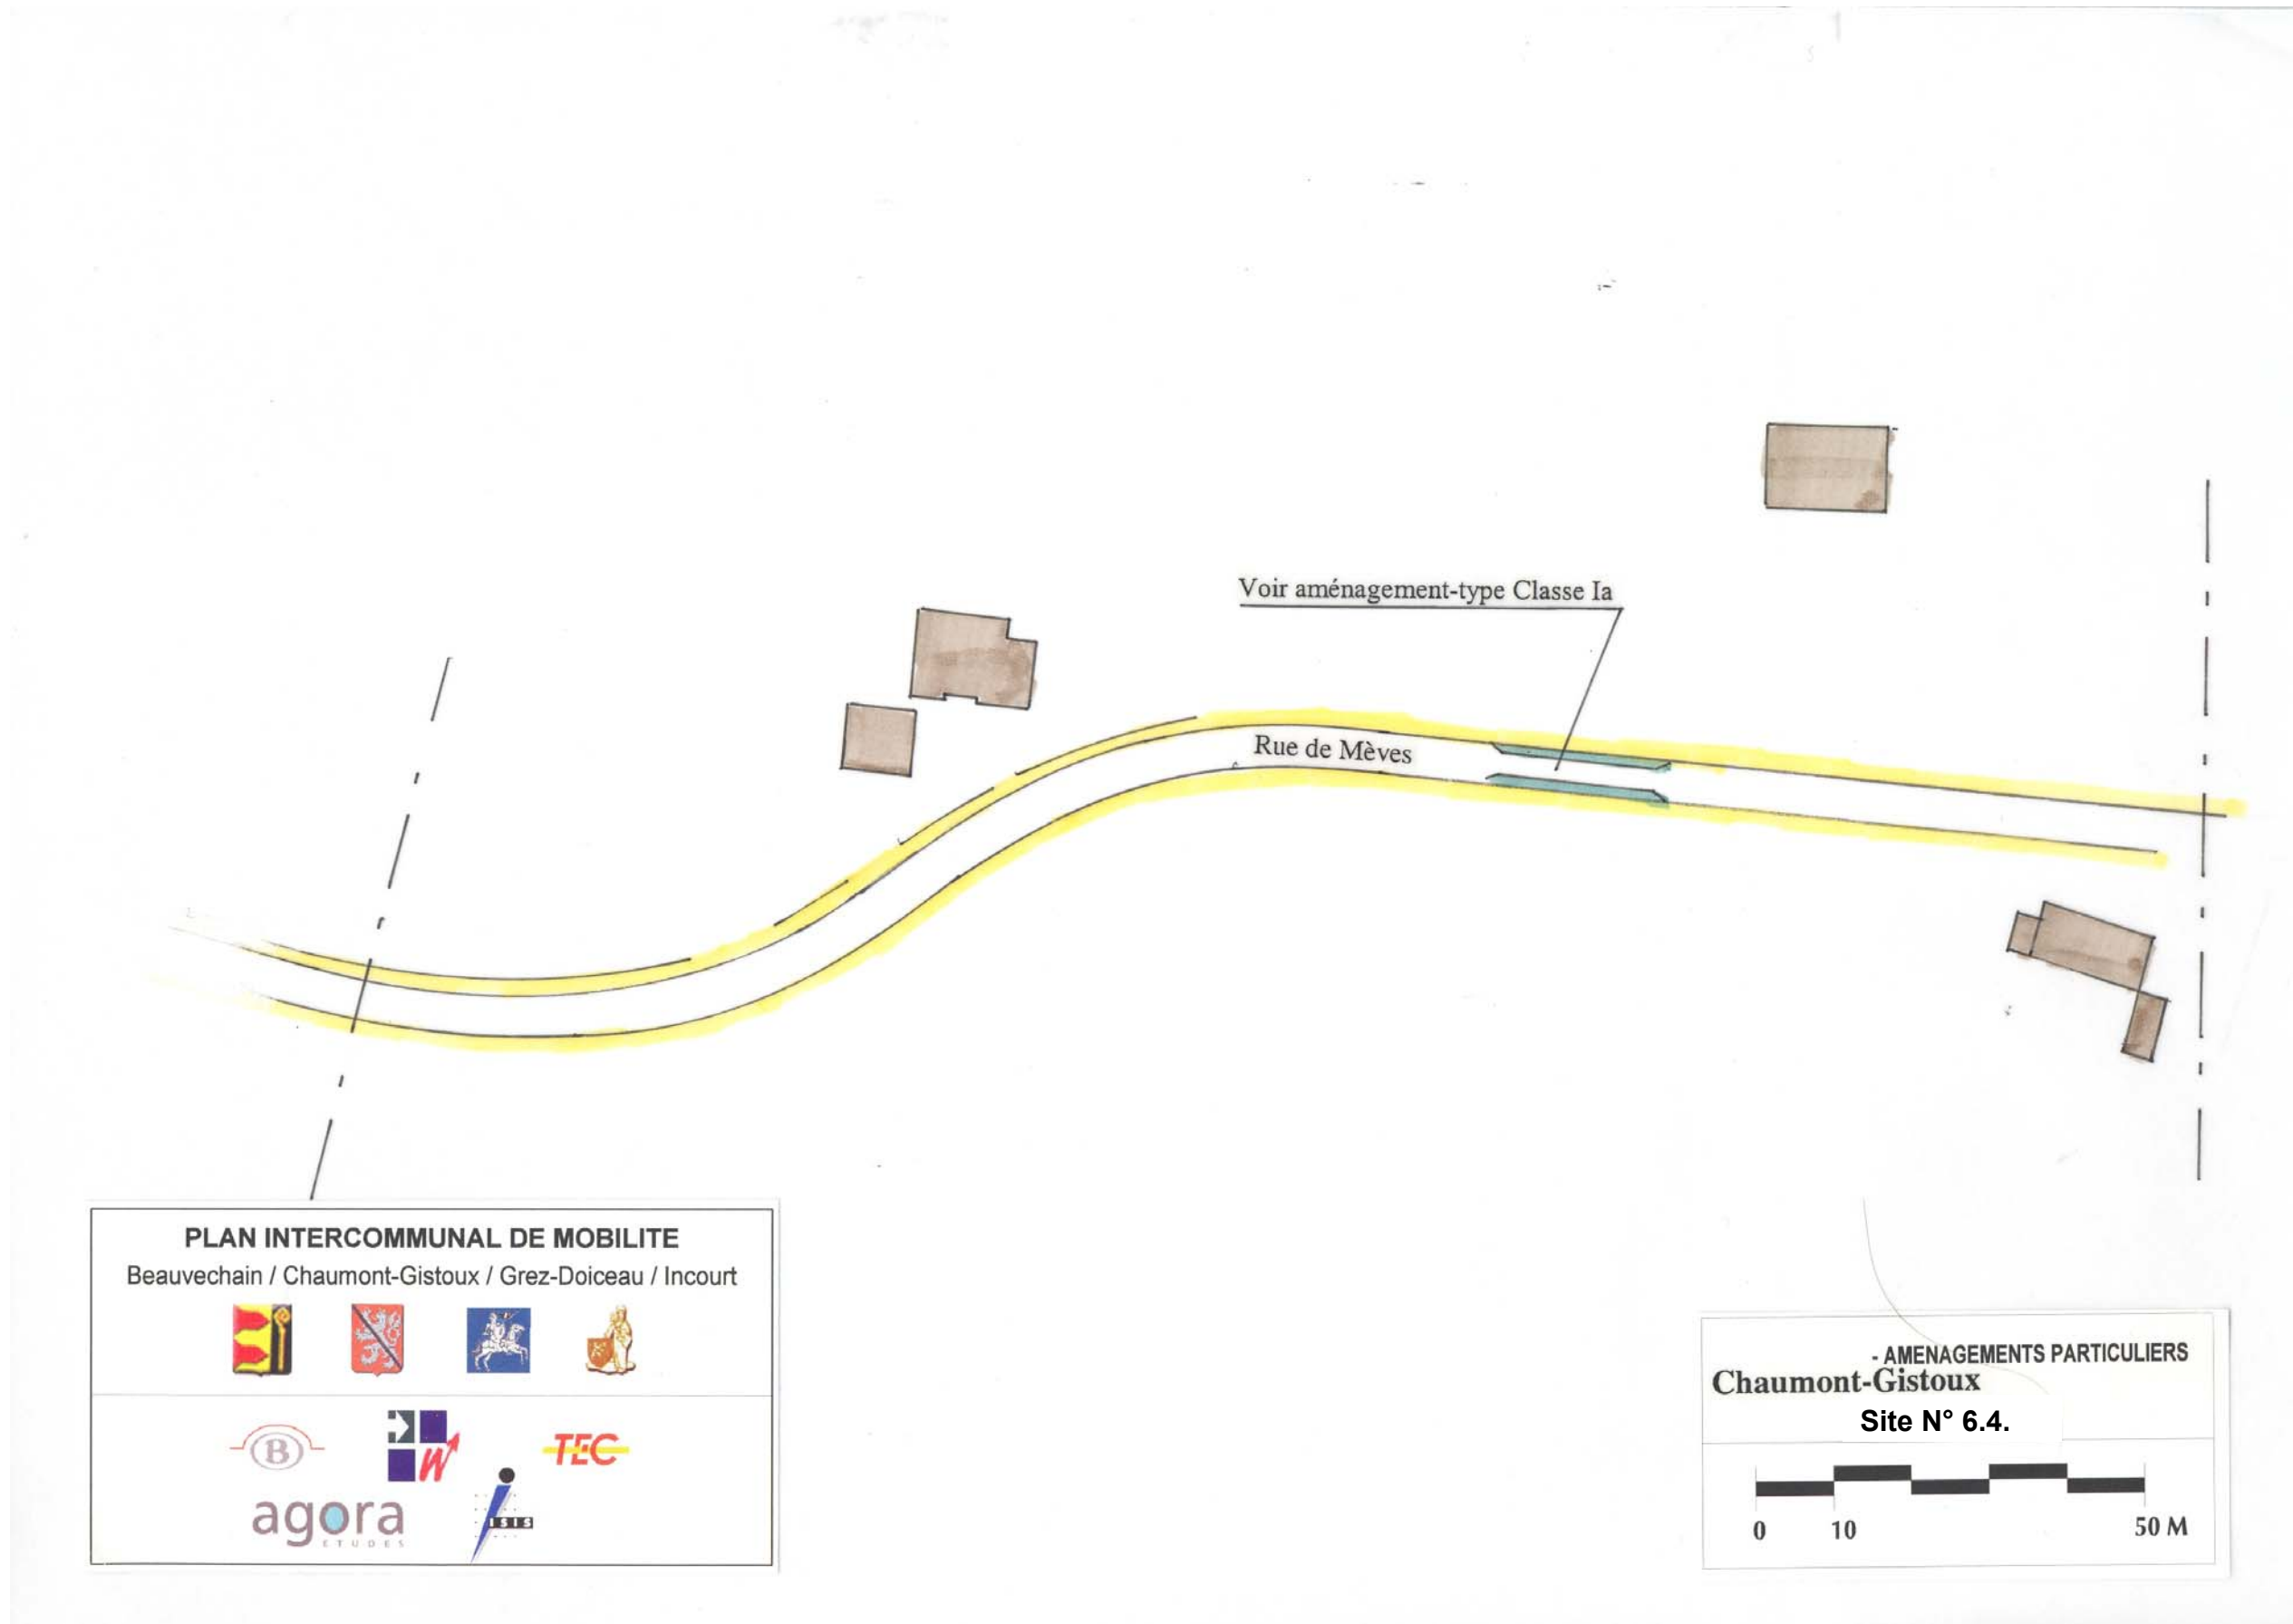 Voir aménagement-type Classe Ia
Rue de Mèves
PLAN INTERCOMMUNAL DE MOBILITE
Beauvechain / Chaumont-Gistoux / Grez-Doiceau / Incourt
B
W
TEC
agora
ETUDES
ISIS
- AMENAGEMENTS PARTICULIERS
Chaumont-Gistoux
Site N° 6.4.
0 10 50 M